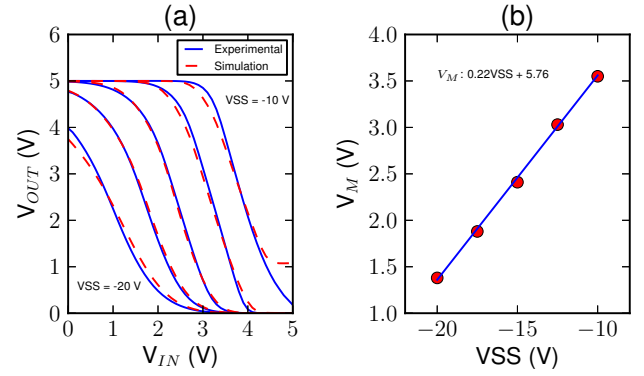 (a)
6
5
4
3
2
1
0
0 1 2 3 4 5
V_OUT (V)
V_IN (V)
Experimental
Simulation
VSS = -10 V
VSS = -20 V
(b)
4.0
3.5
3.0
2.5
2.0
1.5
1.0
−20 −15 −10
V_M (V)
VSS (V)
V_M: 0.22VSS + 5.76